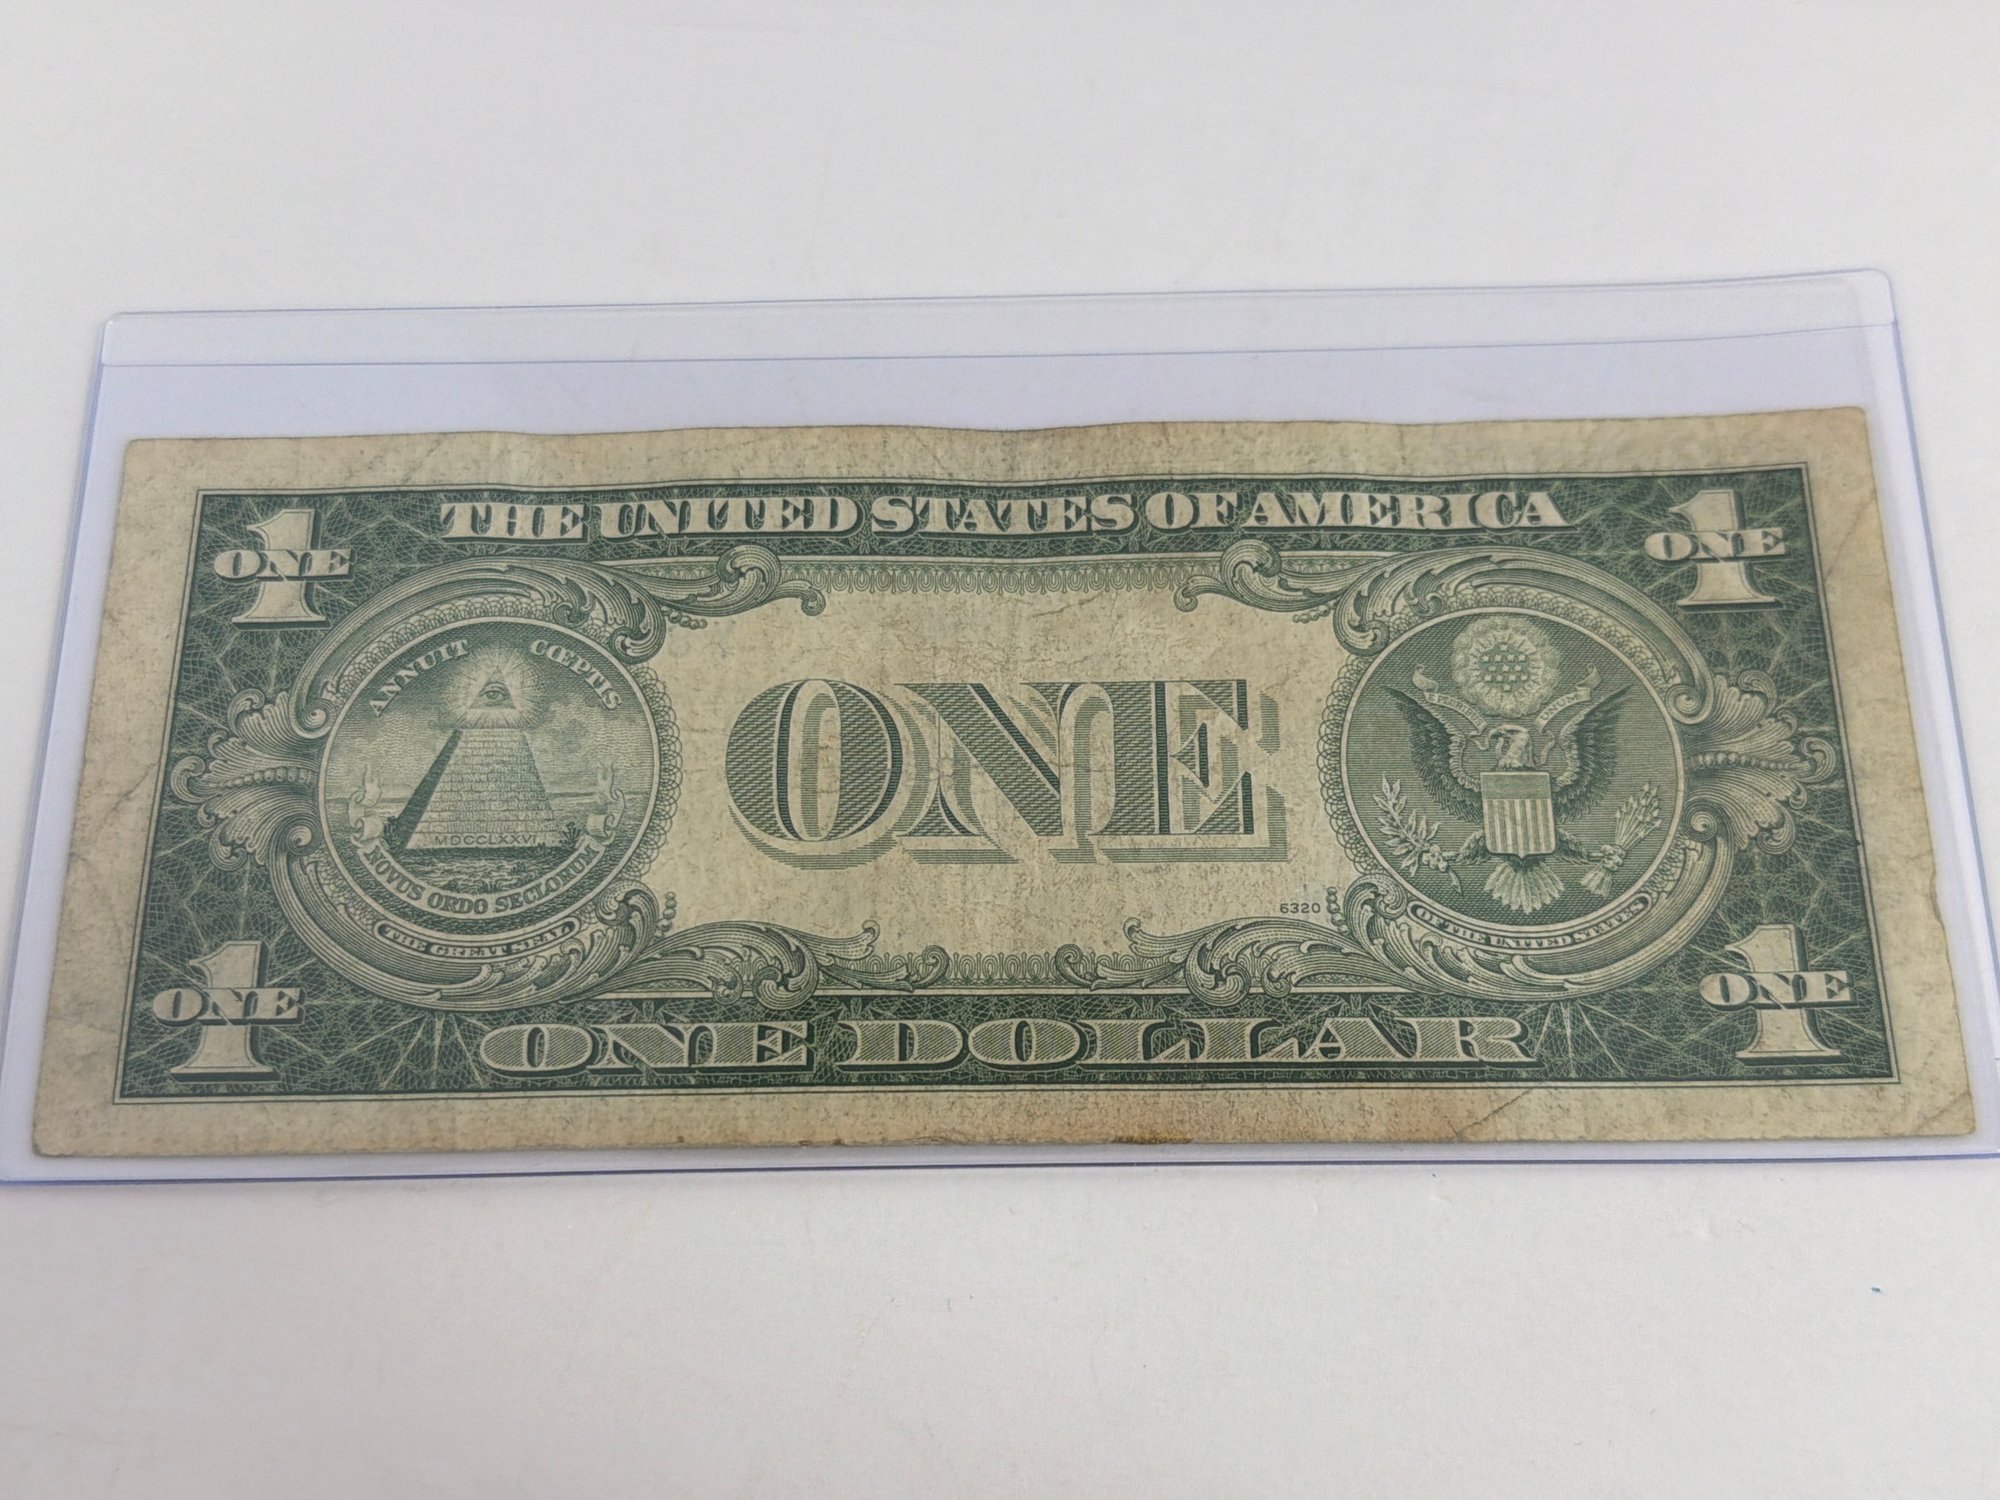 THE UNITED STATES OF AMERICA
1
ONE
1
ONE
ANNUIT CŒPTIS
MDCCLXXVI
NOVUS ORDO SECLORUM
THE GREAT SEAL
ONE
6320
OF THE UNITED STATES
1
ONE
1
ONE
ONE DOLLAR